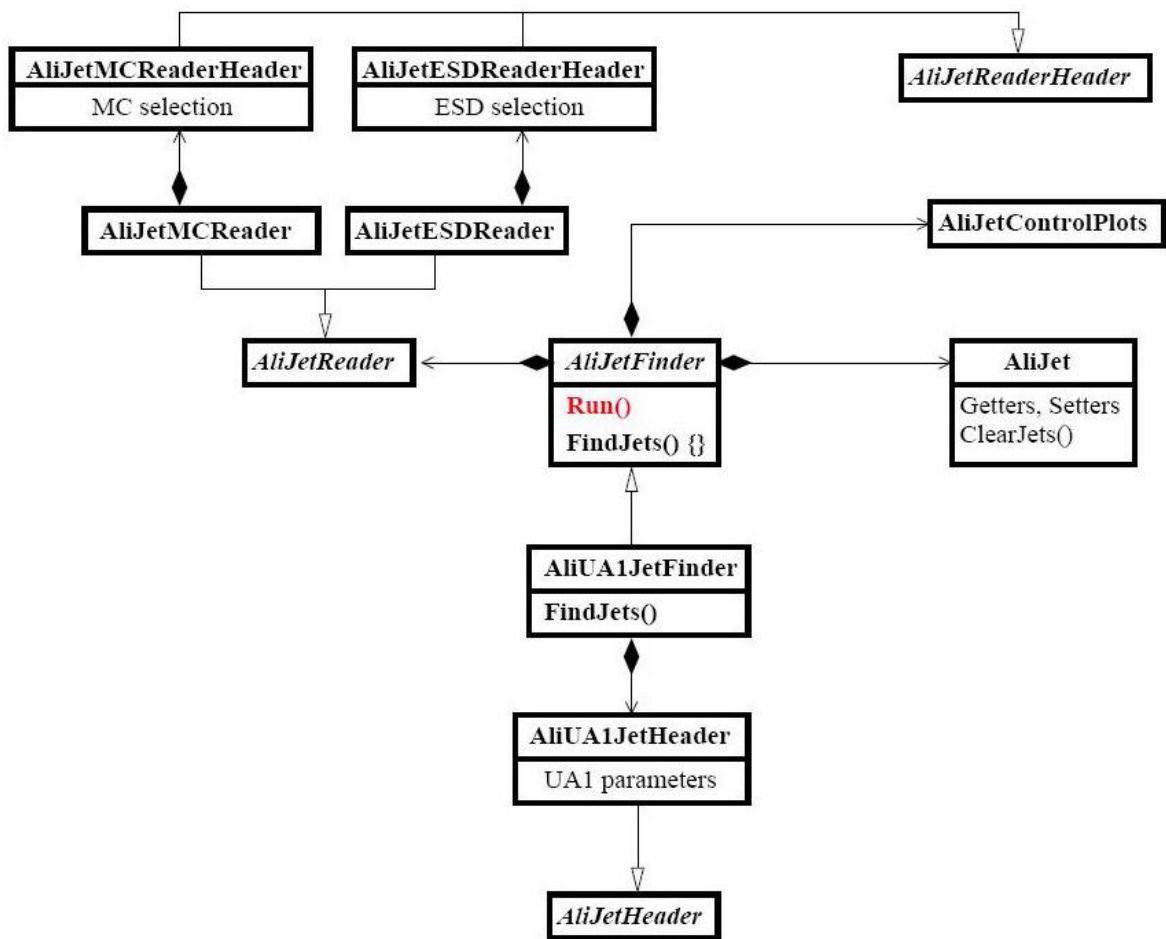 AliJetMCReaderHeader
MC selection
AliJetESDReaderHeader
ESD selection
AliJetReaderHeader
AliJetMCReader
AliJetESDReader
AliJetControlPlots
AliJetReader
AliJetFinder
Run()
FindJets() {}
AliJet
Getters, Setters
ClearJets()
AliUA1JetFinder
FindJets()
AliUA1JetHeader
UA1 parameters
AliJetHeader